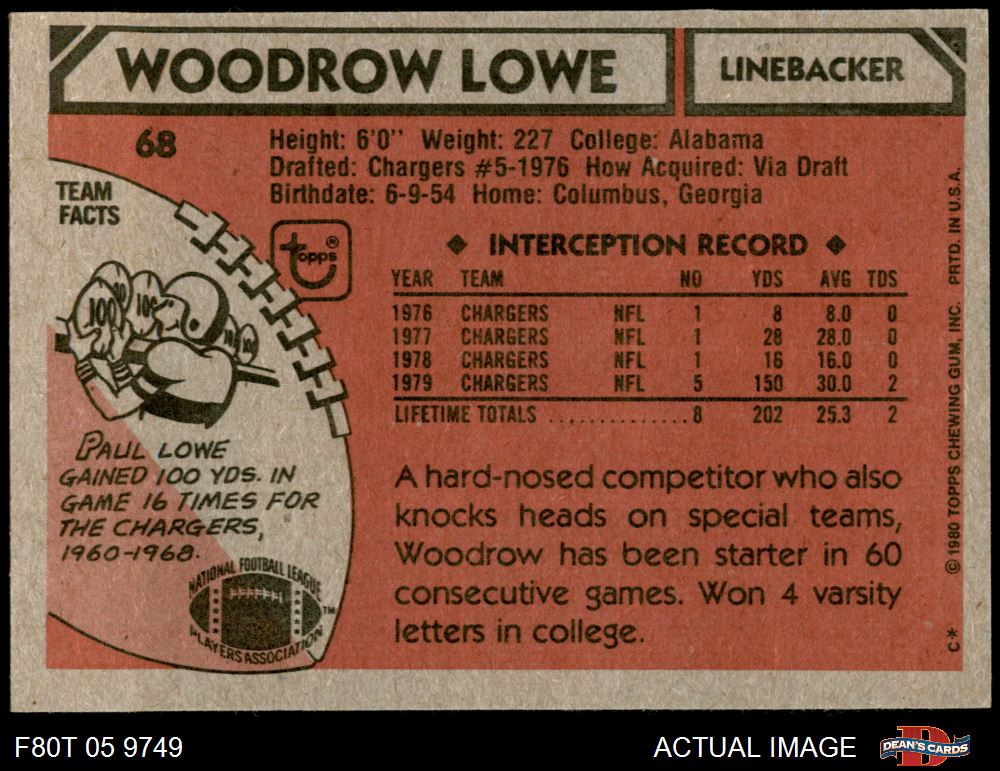 WOODROW LOWE
LINEBACKER
68
Height: 6'0" Weight: 227 College: Alabama
Drafted: Chargers #5-1976 How Acquired: Via Draft
Birthdate: 6-9-54 Home: Columbus, Georgia
TEAM
FACTS
topps®
100
100
PAUL LOWE
GAINED 100 YDS. IN
GAME 16 TIMES FOR
THE CHARGERS,
1960-1968.
NATIONAL FOOTBALL LEAGUE
PLAYERS ASSOCIATION
TM
◆ INTERCEPTION RECORD ◆
YEAR TEAM NO YDS AVG TDS
1976 CHARGERS NFL 1 8 8.0 0
1977 CHARGERS NFL 1 28 28.0 0
1978 CHARGERS NFL 1 16 16.0 0
1979 CHARGERS NFL 5 150 30.0 2
LIFETIME TOTALS .............. 8 202 25.3 2
A hard-nosed competitor who also
knocks heads on special teams,
Woodrow has been starter in 60
consecutive games. Won 4 varsity
letters in college.
C* © 1980 TOPPS CHEWING GUM, INC. PRTD. IN U.S.A.
F80T 05 9749
ACTUAL IMAGE
DEAN'S CARDS